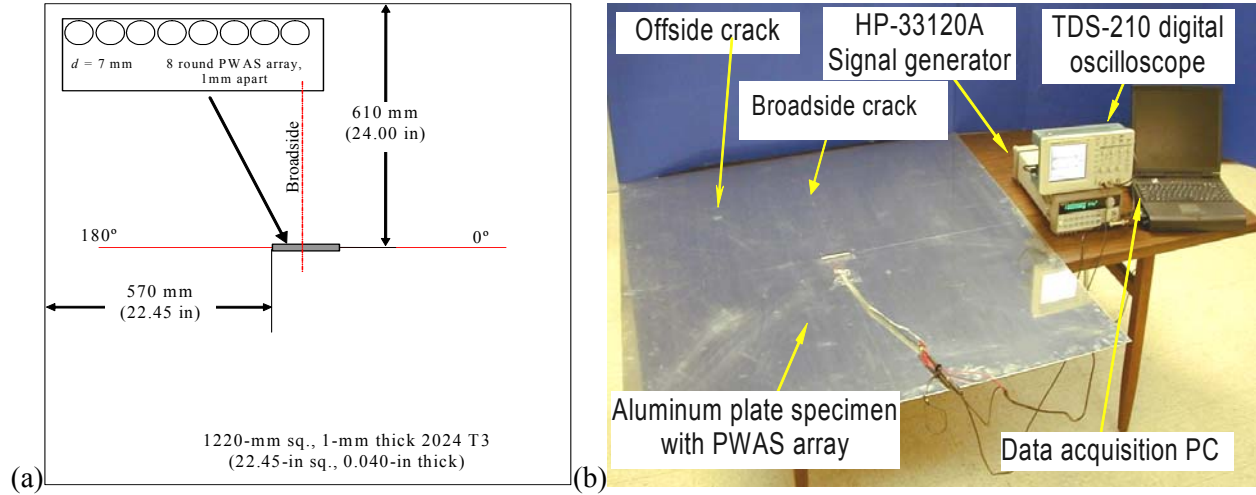 d = 7 mm
8 round PWAS array,
1mm apart
Broadside
610 mm
(24.00 in)
180º
0º
570 mm
(22.45 in)
1220-mm sq., 1-mm thick 2024 T3
(22.45-in sq., 0.040-in thick)
(a)
Offside crack
HP-33120A
Signal generator
TDS-210 digital
oscilloscope
Broadside crack
Aluminum plate specimen
with PWAS array
Data acquisition PC
(b)